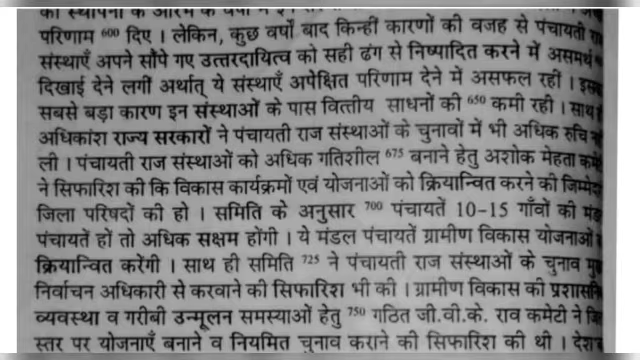 की स्थापना के आरंभ के वर्षों में
परिणाम 600 दिए । लेकिन, कुछ वर्षों बाद किन्हीं कारणों की वजह से पंचायती
संस्थाएँ अपने सौंपे गए उत्तरदायित्व को सही ढंग से निष्पादित करने में असमर्थ
दिखाई देने लगीं अर्थात् ये संस्थाएँ अपेक्षित परिणाम देने में असफल रहीं ।
सबसे बड़ा कारण इन संस्थाओं के पास वित्तीय साधनों की 650 कमी रही । साथ
अधिकांश राज्य सरकारों ने पंचायती राज संस्थाओं के चुनावों में भी अधिक रुचि
ली । पंचायती राज संस्थाओं को अधिक गतिशील 675 बनाने हेतु अशोक मेहता
ने सिफारिश की कि विकास कार्यक्रमों एवं योजनाओं को क्रियान्वित करने की
जिला परिषदों की हो । समिति के अनुसार 700 पंचायतें 10-15 गाँवों की
पंचायतें हों तो अधिक सक्षम होंगी । ये मंडल पंचायतें ग्रामीण विकास योजनाओं
क्रियान्वित करेंगी । साथ ही समिति 725 ने पंचायती राज संस्थाओं के चुनाव
निर्वाचन अधिकारी से करवाने की सिफारिश भी की । ग्रामीण विकास की
व्यवस्था व गरीबी उन्मूलन समस्याओं हेतु 750 गठित जी.वी.के. राव कमेटी ने
स्तर पर योजनाएँ बनाने व नियमित चुनाव कराने की सिफारिश की थी ।